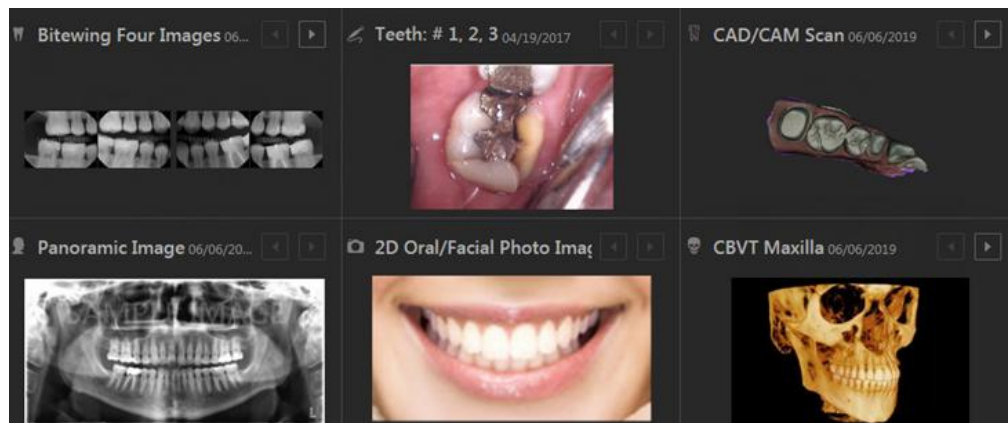 Bitewing Four Images 06...
Teeth: # 1, 2, 3 04/19/2017
CAD/CAM Scan 06/06/2019
Panoramic Image 06/06/20...
2D Oral/Facial Photo Imag
CBVT Maxilla 06/06/2019
SAMPLE IMAGE
L